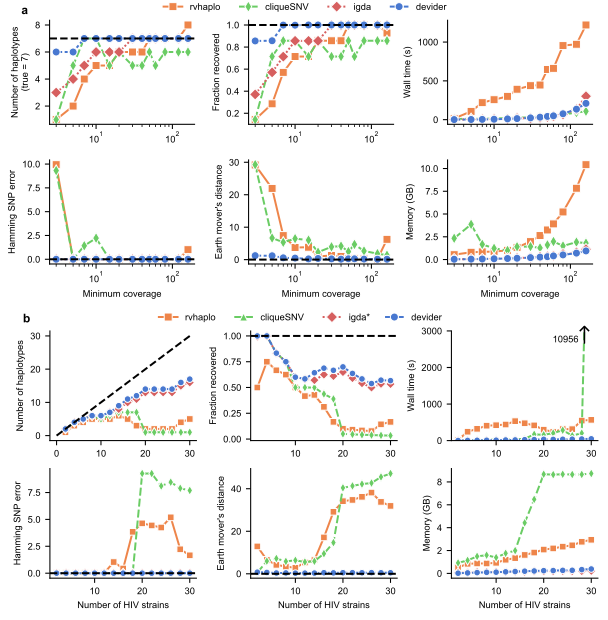 a
rvhaplo cliqueSNV igda devider
Number of haplotypes
(true = 7)
8
6
4
2
10¹ 10²
Fraction recovered
1.0
0.8
0.6
0.4
0.2
10¹ 10²
Wall time (s)
1000
500
0
10¹ 10²
Hamming SNP error
10.0
7.5
5.0
2.5
0.0
10¹ 10²
Minimum coverage
Earth mover's distance
30
20
10
0
10¹ 10²
Minimum coverage
Memory (GB)
10.0
7.5
5.0
2.5
0.0
10¹ 10²
Minimum coverage
b
rvhaplo cliqueSNV igda* devider
Number of haplotypes
30
20
10
0
0 10 20 30
Fraction recovered
1.00
0.75
0.50
0.25
0.00
10 20 30
Wall time (s)
3000
2000
1000
0
10956
10 20 30
Hamming SNP error
7.5
5.0
2.5
0.0
10 20 30
Number of HIV strains
Earth mover's distance
40
20
0
10 20 30
Number of HIV strains
Memory (GB)
8
6
4
2
0
10 20 30
Number of HIV strains